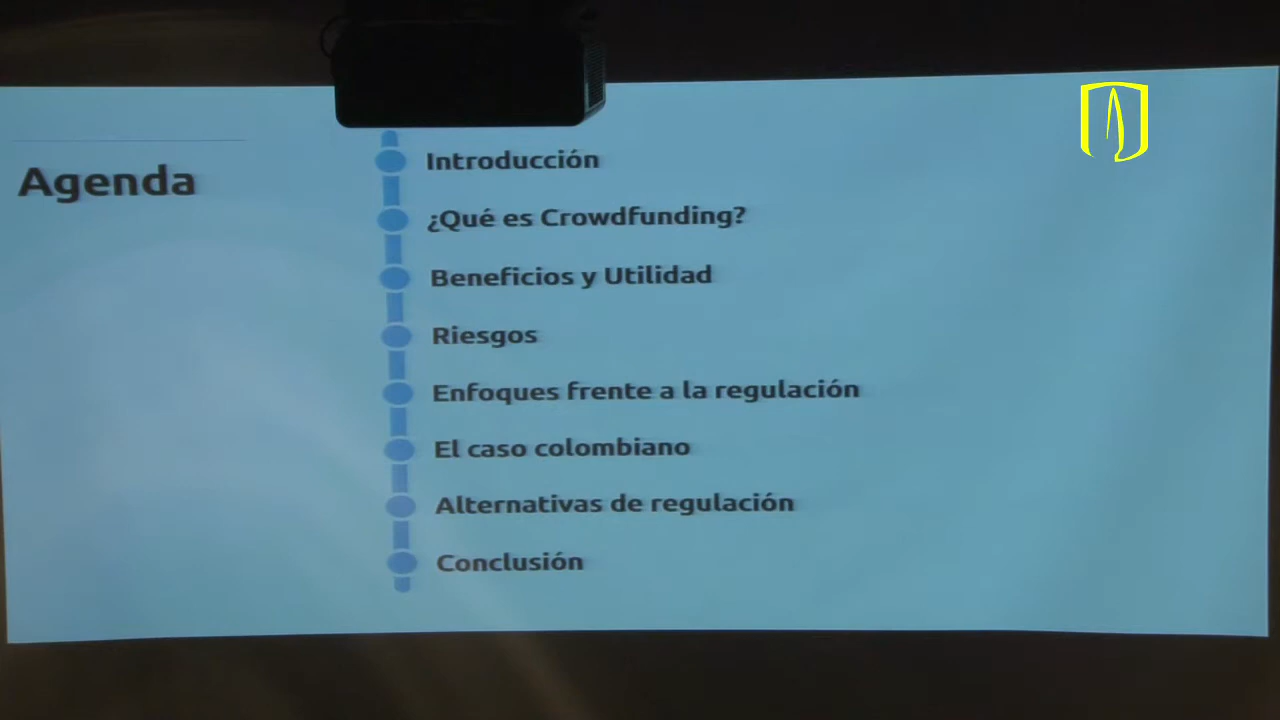 Agenda
Introducción
¿Qué es Crowdfunding?
Beneficios y Utilidad
Riesgos
Enfoques frente a la regulación
El caso colombiano
Alternativas de regulación
Conclusión